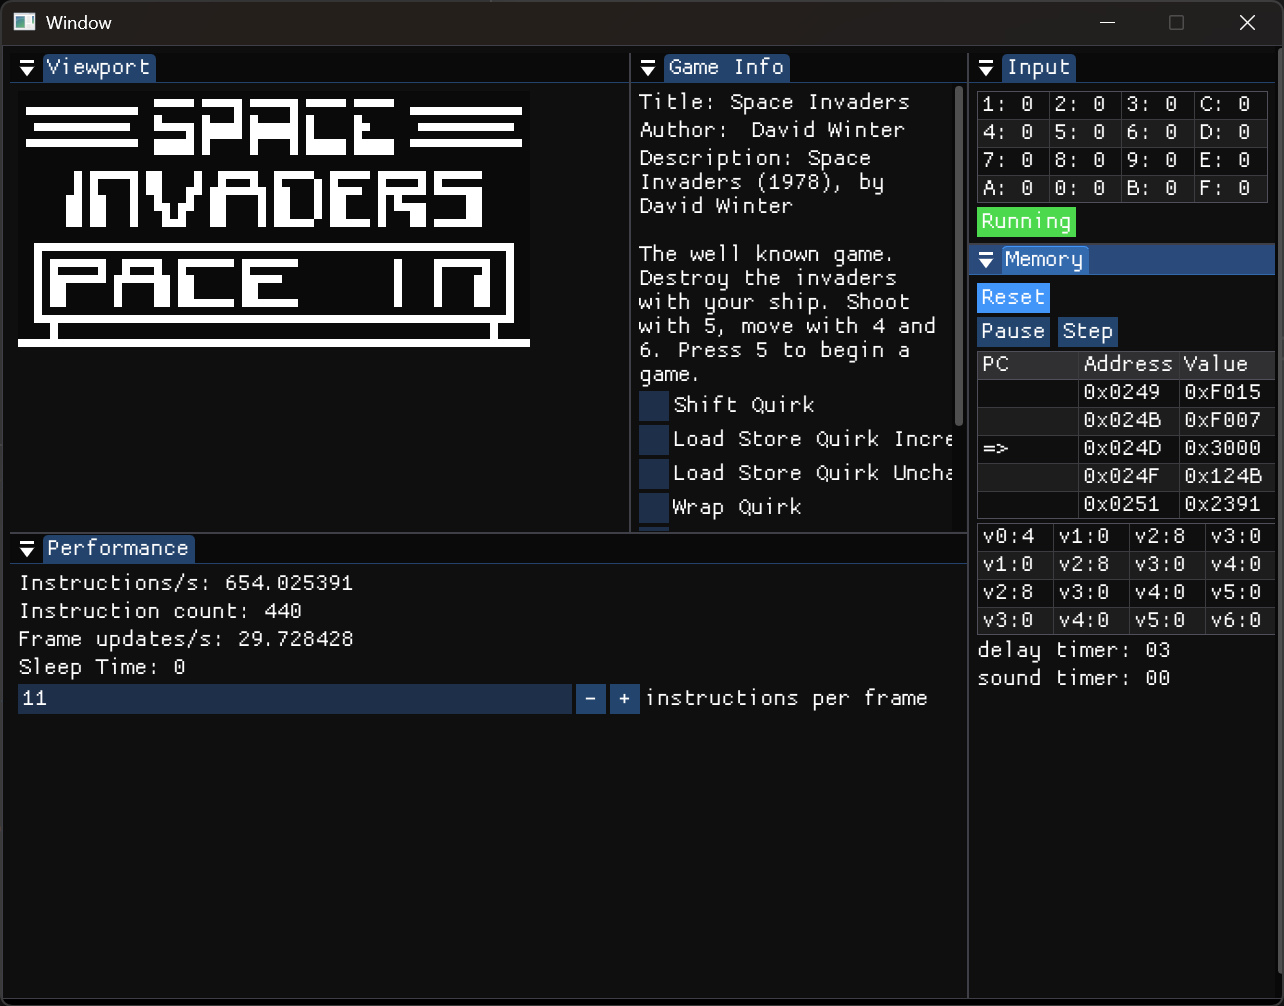 Window
Viewport
SPACE
INVADERS
PACE IN
Game Info
Title: Space Invaders
Author:  David Winter
Description: Space
Invaders (1978), by
David Winter
The well known game.
Destroy the invaders
with your ship. Shoot
with 5, move with 4 and
6. Press 5 to begin a
game.
Shift Quirk
Load Store Quirk Incre
Load Store Quirk Uncha
Wrap Quirk
Input
1: 0 2: 0 3: 0 C: 0
4: 0 5: 0 6: 0 D: 0
7: 0 8: 0 9: 0 E: 0
A: 0 0: 0 B: 0 F: 0
Running
Memory
Reset
Pause Step
PC Address Value
0x0249 0xF015
0x024B 0xF007
=> 0x024D 0x3000
0x024F 0x124B
0x0251 0x2391
v0:4 v1:0 v2:8 v3:0
v1:0 v2:8 v3:0 v4:0
v2:8 v3:0 v4:0 v5:0
v3:0 v4:0 v5:0 v6:0
delay timer: 03
sound timer: 00
Performance
Instructions/s: 654.025391
Instruction count: 440
Frame updates/s: 29.728428
Sleep Time: 0
11 - + instructions per frame